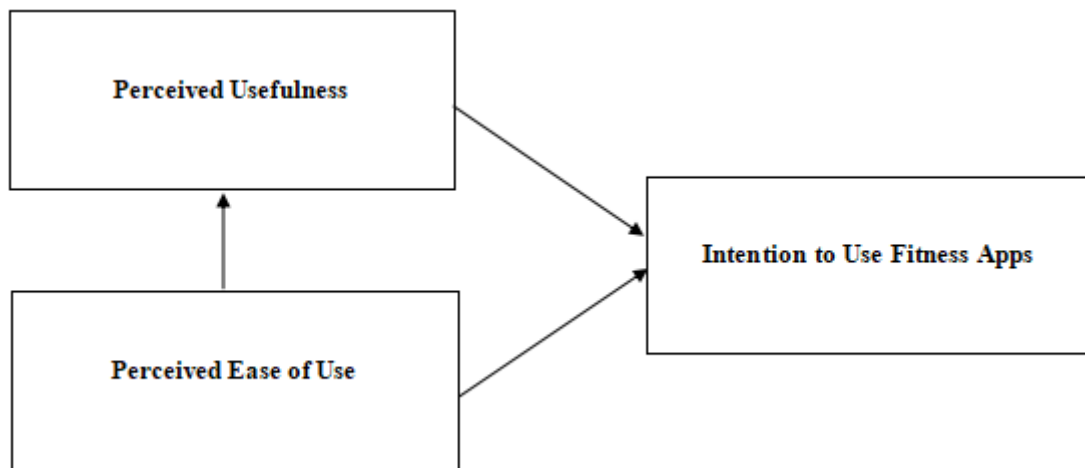 Perceived Usefulness
Intention to Use Fitness Apps
Perceived Ease of Use